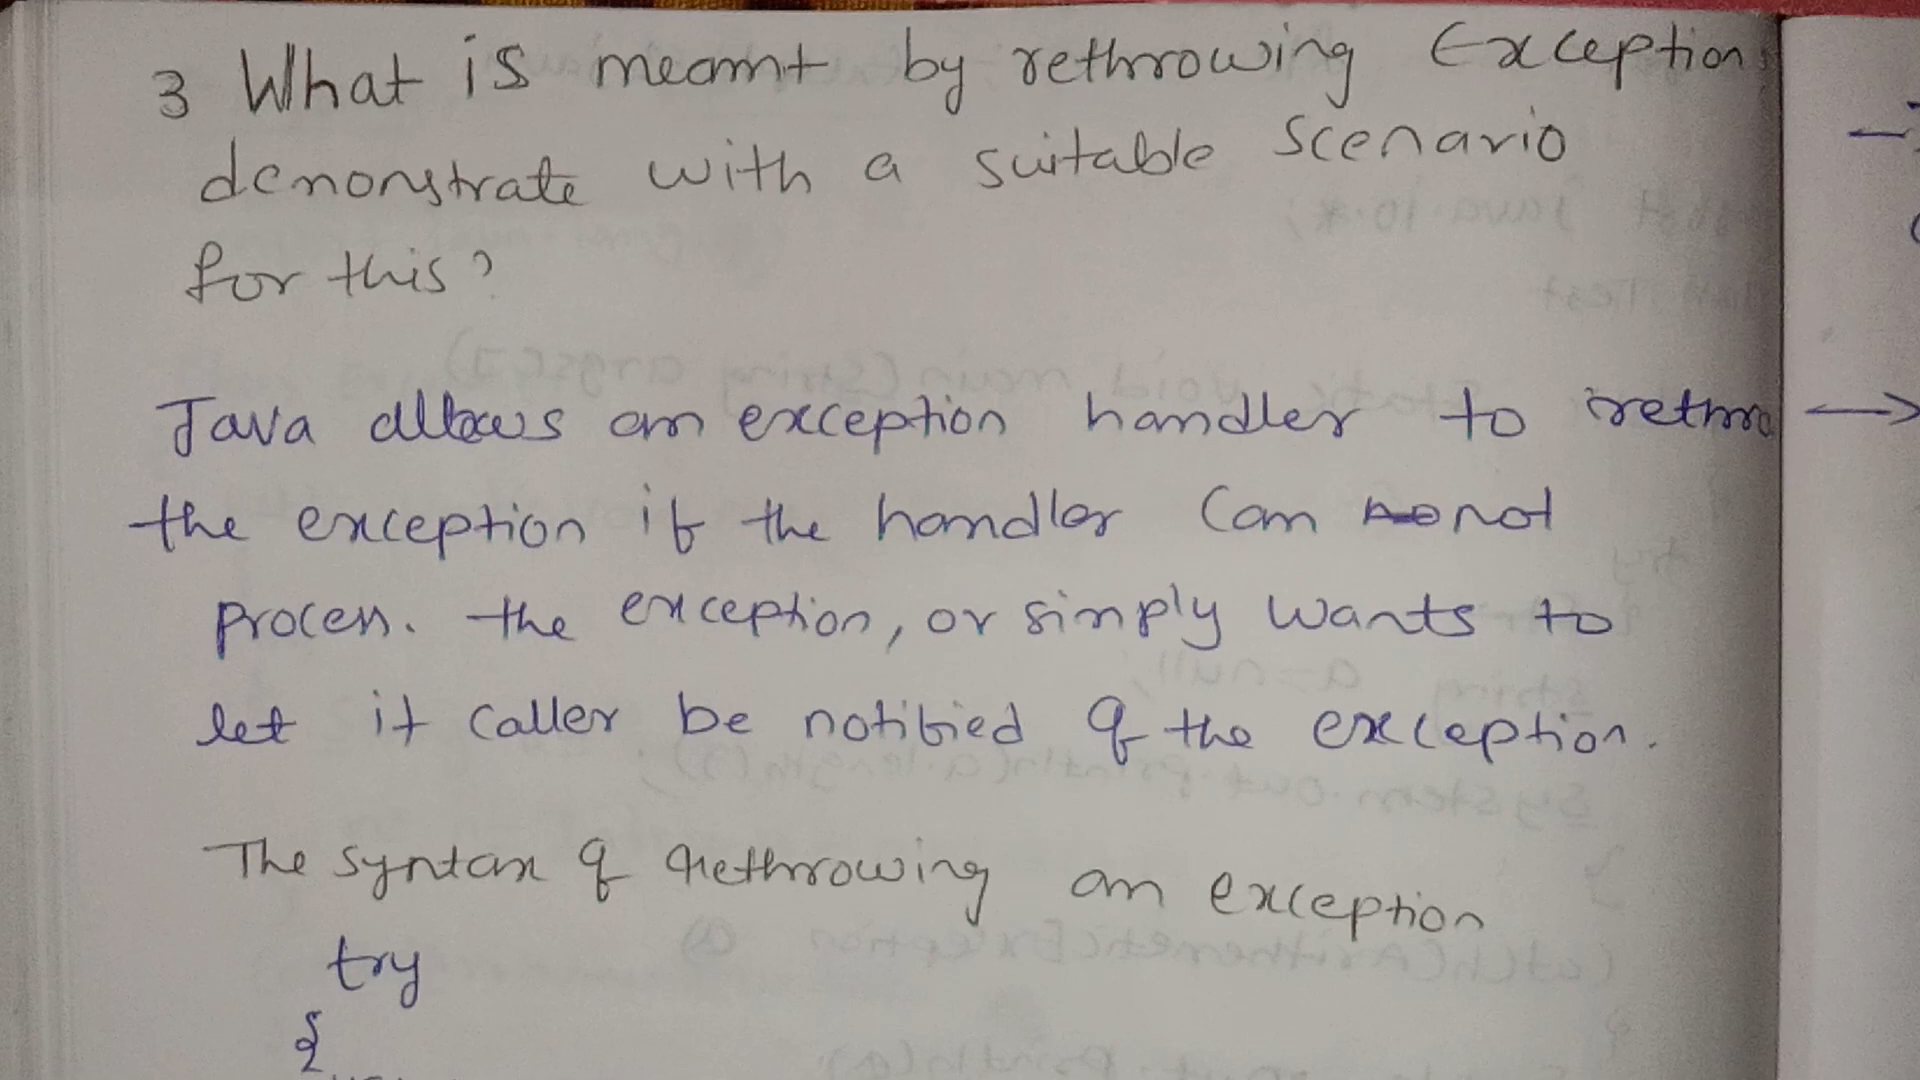 3 What is meant by rethrowing Exception
demonstrate with a suitable scenario
for this?
Java allows an exception handler to rethro
the exception if the handler can not
process. the exception, or simply wants to
let it caller be notified of the exception.
The syntax of rethrowing an exception
try
{